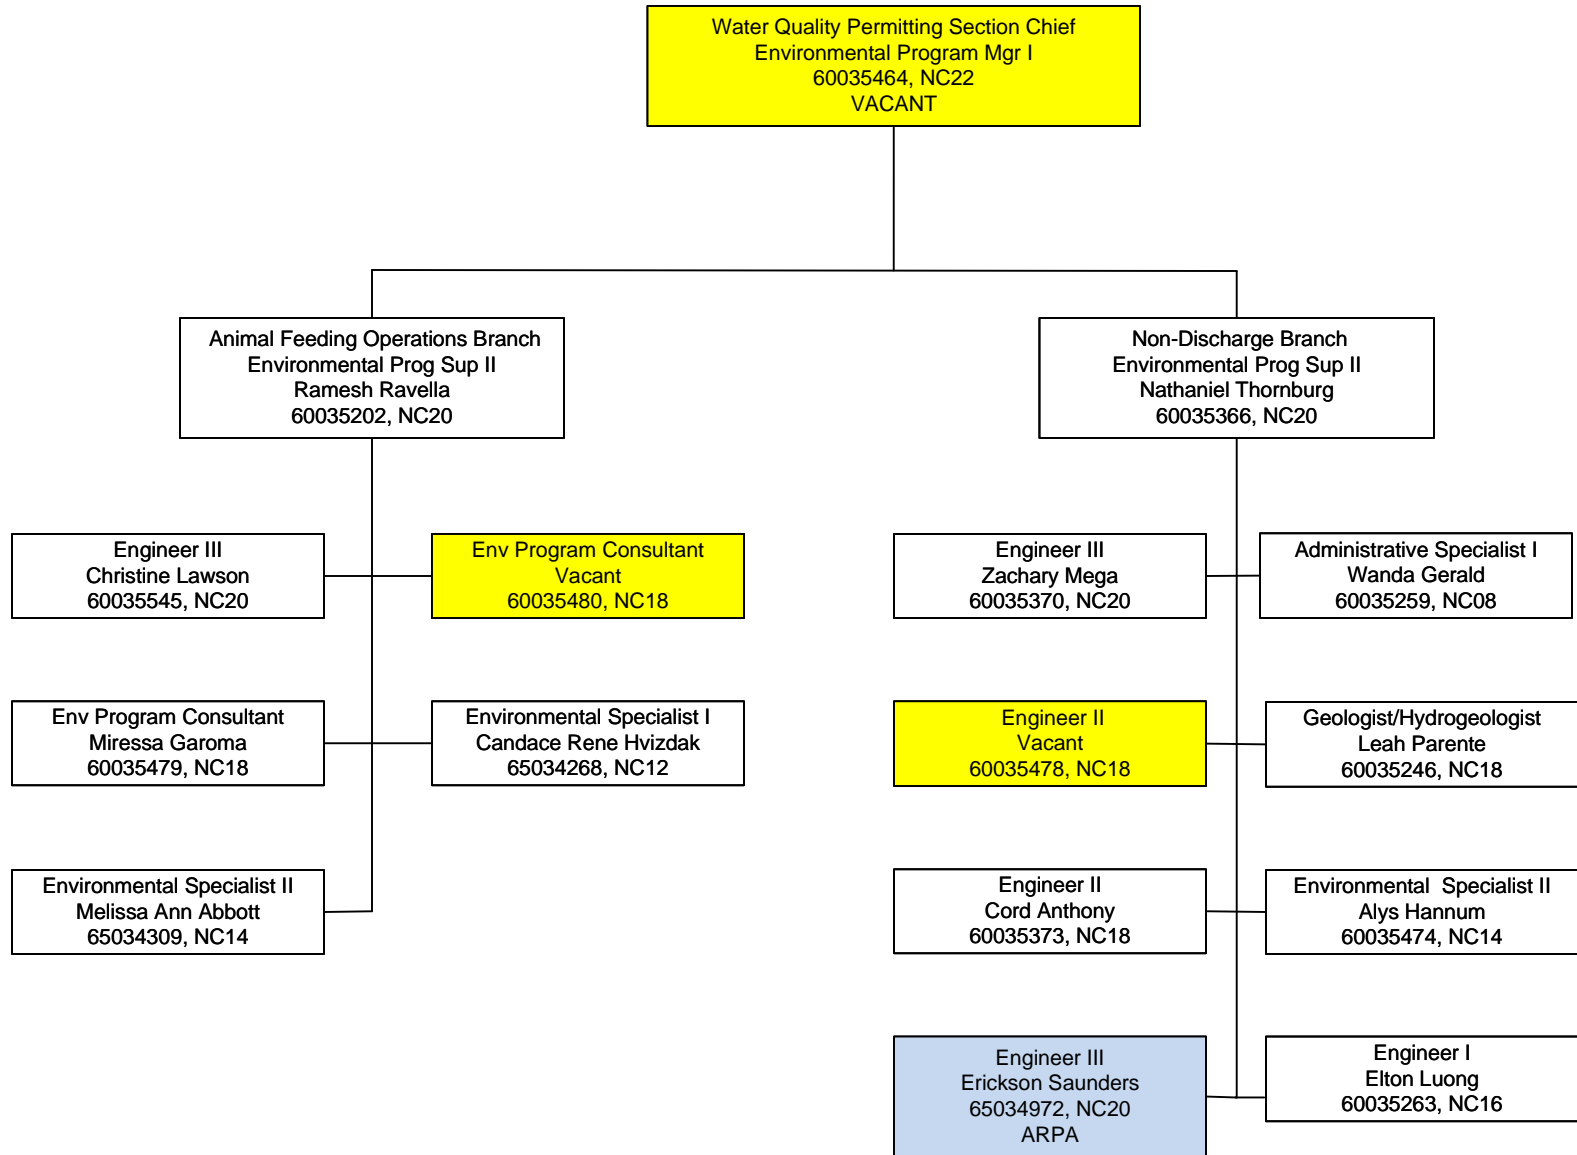 Water Quality Permitting Section Chief
Environmental Program Mgr I
60035464, NC22
VACANT
Animal Feeding Operations Branch
Environmental Prog Sup II
Ramesh Ravella
60035202, NC20
Non-Discharge Branch
Environmental Prog Sup II
Nathaniel Thornburg
60035366, NC20
Engineer III
Christine Lawson
60035545, NC20
Env Program Consultant
Vacant
60035480, NC18
Engineer III
Zachary Mega
60035370, NC20
Administrative Specialist I
Wanda Gerald
60035259, NC08
Env Program Consultant
Miressa Garoma
60035479, NC18
Environmental Specialist I
Candace Rene Hvizdak
65034268, NC12
Engineer II
Vacant
60035478, NC18
Geologist/Hydrogeologist
Leah Parente
60035246, NC18
Environmental Specialist II
Melissa Ann Abbott
65034309, NC14
Engineer II
Cord Anthony
60035373, NC18
Environmental  Specialist II
Alys Hannum
60035474, NC14
Engineer III
Erickson Saunders
65034972, NC20
ARPA
Engineer I
Elton Luong
60035263, NC16